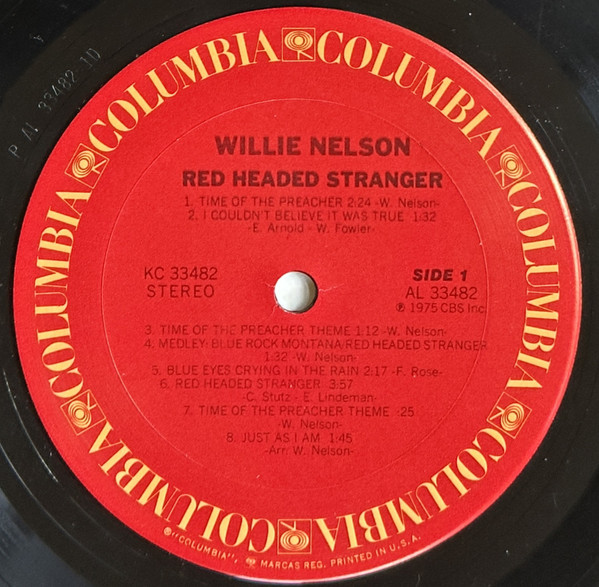 P AL 33482 1D
COLUMBIA COLUMBIA COLUMBIA COLUMBIA COLUMBIA COLUMBIA COLUMBIA COLUMBIA
WILLIE NELSON
RED HEADED STRANGER
1. TIME OF THE PREACHER 2:24 -W. Nelson-
2. I COULDN'T BELIEVE IT WAS TRUE 1:32
-E. Arnold - W. Fowler-
KC 33482
STEREO
SIDE 1
AL 33482
℗ 1975 CBS Inc.
3. TIME OF THE PREACHER THEME 1:12 -W. Nelson-
4. MEDLEY: BLUE ROCK MONTANA/RED HEADED STRANGER
1:32 -W. Nelson-
5. BLUE EYES CRYING IN THE RAIN 2:17 -F. Rose-
6. RED HEADED STRANGER 3:57
-C. Stutz - E. Lindeman-
7. TIME OF THE PREACHER THEME :25
-W. Nelson-
8. JUST AS I AM 1:45
-Arr. W. Nelson-
®"COLUMBIA", MARCAS REG. PRINTED IN U.S.A.